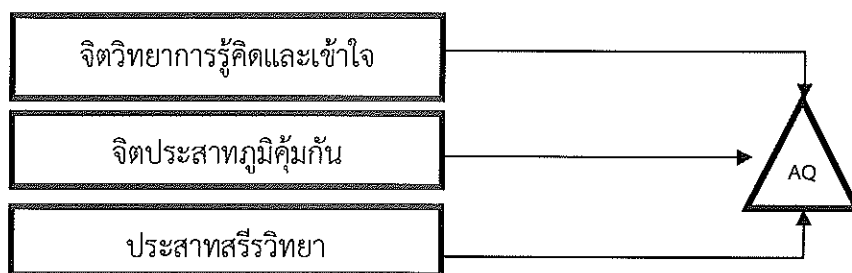 จิตวิทยาการรู้คิดและเข้าใจ
จิตประสาทภูมิคุ้มกัน
AQ
ประสาทสรีรวิทยา